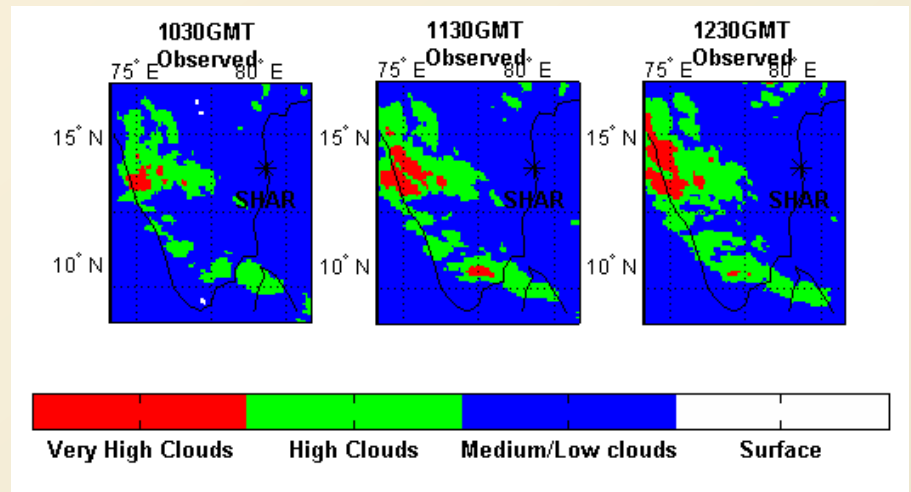 1030GMT
Observed
75° E 80° E
15° N
10° N
SHAR
1130GMT
Observed
75° E 80° E
15° N
10° N
SHAR
1230GMT
Observed
75° E 80° E
15° N
10° N
SHAR
Very High Clouds High Clouds Medium/Low clouds Surface